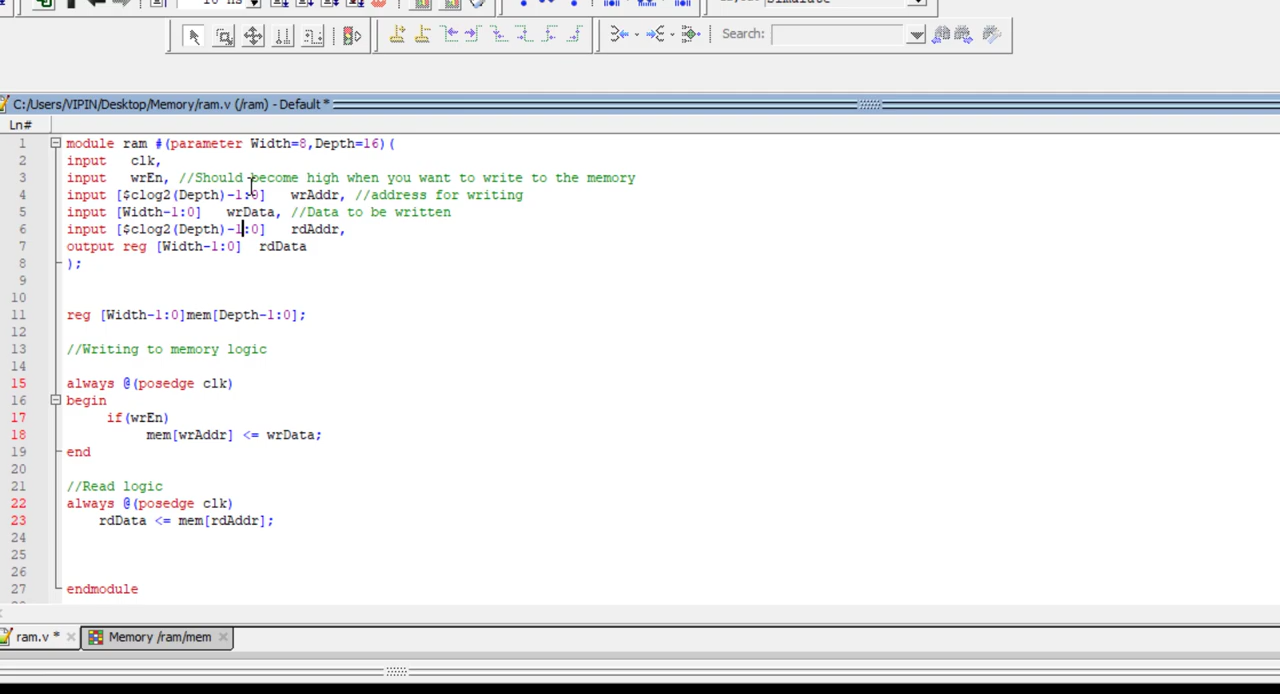 Search:
C:/Users/VIPIN/Desktop/Memory/ram.v (/ram) - Default *
Ln#
1 module ram #(parameter Width=8,Depth=16)(
2 input clk,
3 input wrEn, //Should become high when you want to write to the memory
4 input [$clog2(Depth)-1:0] wrAddr, //address for writing
5 input [Width-1:0] wrData, //Data to be written
6 input [$clog2(Depth)-1:0] rdAddr,
7 output reg [Width-1:0] rdData
8 );
9
10
11 reg [Width-1:0]mem[Depth-1:0];
12
13 //Writing to memory logic
14
15 always @(posedge clk)
16 begin
17 if(wrEn)
18 mem[wrAddr] <= wrData;
19 end
20
21 //Read logic
22 always @(posedge clk)
23 rdData <= mem[rdAddr];
24
25
26
27 endmodule
ram.v * Memory /ram/mem